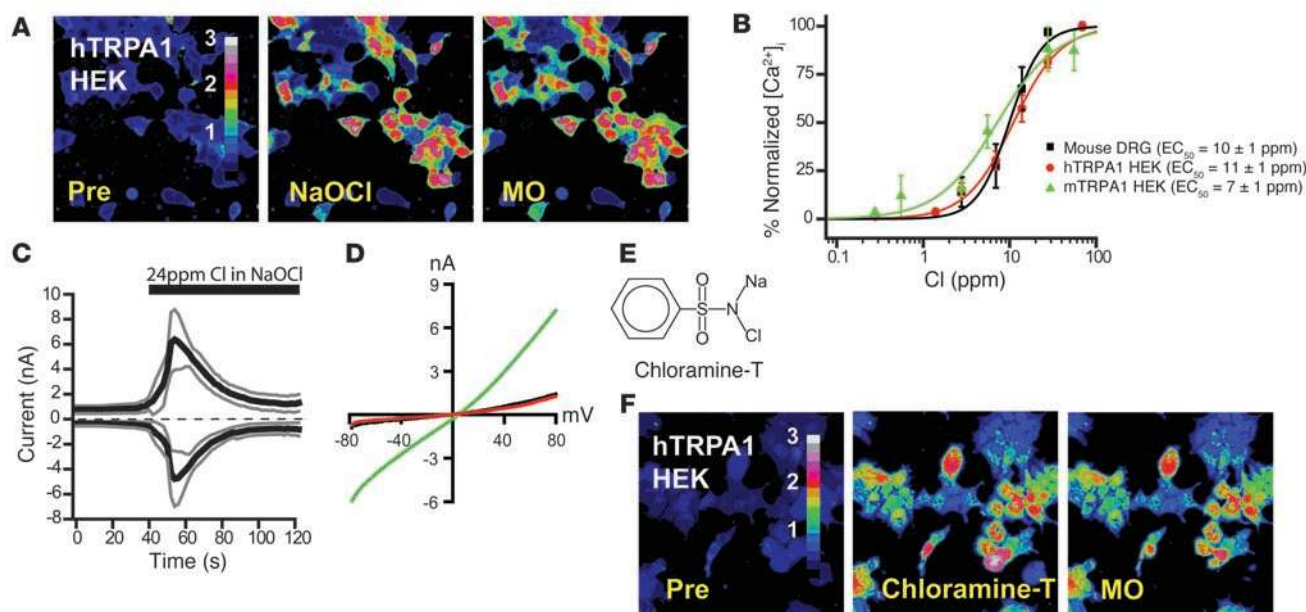 A
hTRPA1
HEK
3
2
1
Pre
NaOCl
MO
B
% Normalized [Ca²⁺]ᵢ
100
75
50
25
0
0.1
1
10
100
Cl (ppm)
Mouse DRG (EC₅₀ = 10 ± 1 ppm)
hTRPA1 HEK (EC₅₀ = 11 ± 1 ppm)
mTRPA1 HEK (EC₅₀ = 7 ± 1 ppm)
C
24ppm Cl in NaOCl
Current (nA)
10
8
6
4
2
0
-2
-4
-6
-8
0
20
40
60
80
100
120
Time (s)
D
nA
9
6
3
-3
-6
mV
-80
-40
40
80
E
Na
O
S
N
O
Cl
Chloramine-T
F
hTRPA1
HEK
3
2
1
Pre
Chloramine-T
MO